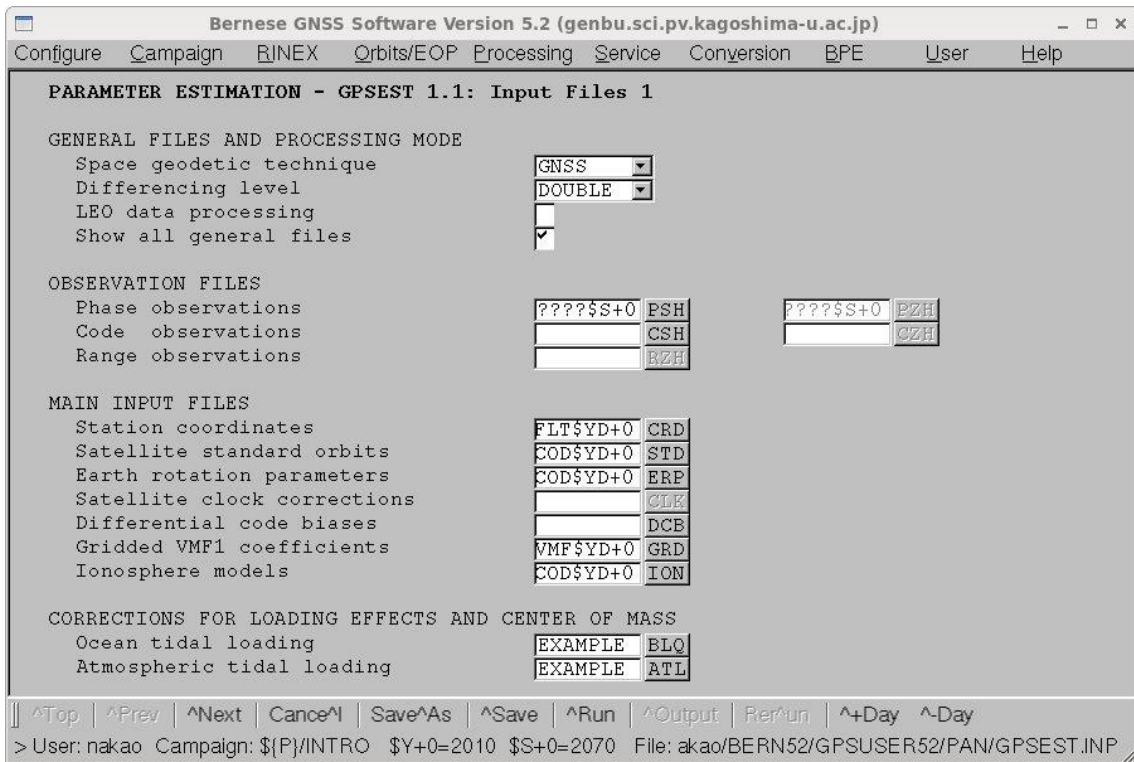 Bernese GNSS Software Version 5.2 (genbu.sci.pv.kagoshima-u.ac.jp)
Configure Campaign RINEX Orbits/EOP Processing Service Conversion BPE User Help
PARAMETER ESTIMATION - GPSEST 1.1: Input Files 1
GENERAL FILES AND PROCESSING MODE
Space geodetic technique GNSS
Differencing level DOUBLE
LEO data processing
Show all general files
OBSERVATION FILES
Phase observations ????$S+0 PSH ????$S+0 PZH
Code observations CSH CZH
Range observations RZH
MAIN INPUT FILES
Station coordinates FLT$YD+0 CRD
Satellite standard orbits COD$YD+0 STD
Earth rotation parameters COD$YD+0 ERP
Satellite clock corrections CLK
Differential code biases DCB
Gridded VMF1 coefficients VMF$YD+0 GRD
Ionosphere models COD$YD+0 ION
CORRECTIONS FOR LOADING EFFECTS AND CENTER OF MASS
Ocean tidal loading EXAMPLE BLQ
Atmospheric tidal loading EXAMPLE ATL
^Top | ^Prev | ^Next | Cance^l | Save^As | ^Save | ^Run | ^Output | Rer^un | ^+Day ^-Day
> User: nakao Campaign: ${P}/INTRO $Y+0=2010 $S+0=2070 File: akao/BERN52/GPSUSER52/PAN/GPSEST.INP